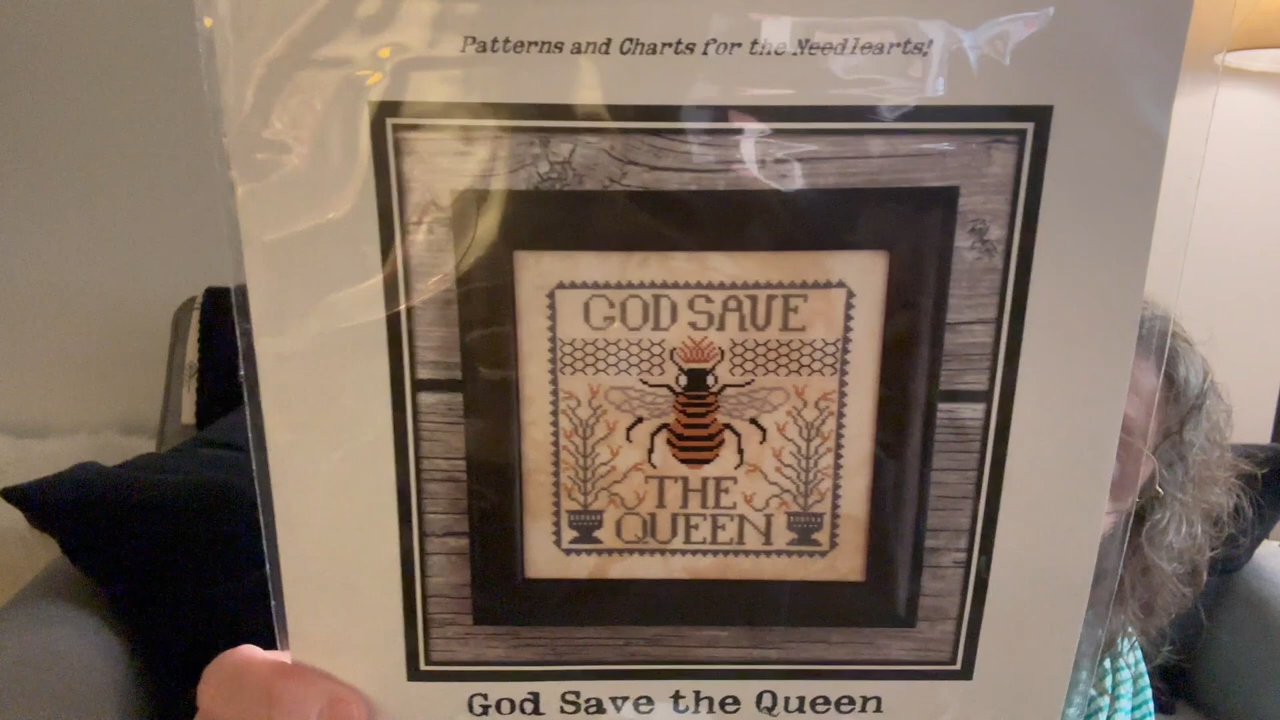 Patterns and Charts for the Needlearts!
GOD SAVE
THE
QUEEN
God Save the Queen